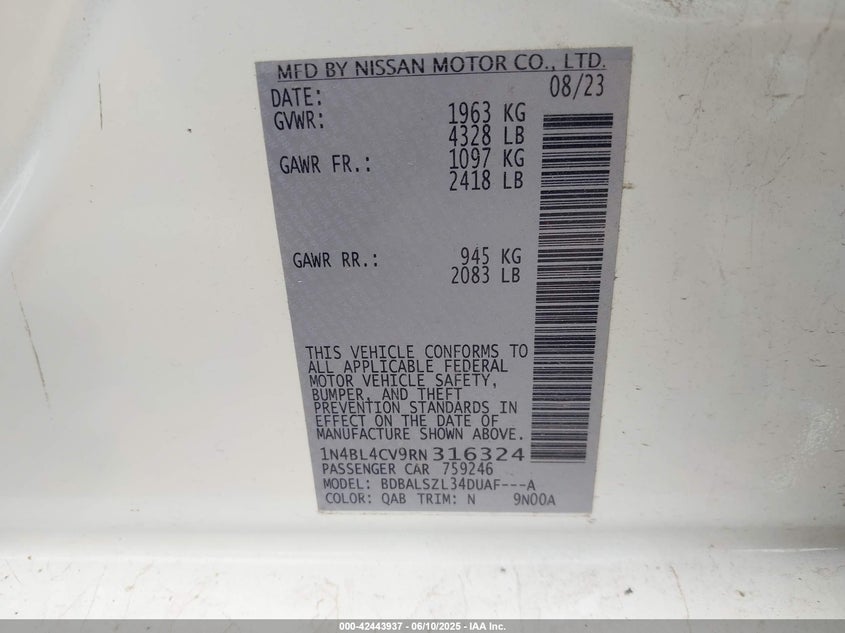 MFD BY NISSAN MOTOR CO., LTD.
DATE: 08/23
GVWR: 1963 KG
4328 LB
GAWR FR.: 1097 KG
2418 LB
GAWR RR.: 945 KG
2083 LB
THIS VEHICLE CONFORMS TO
ALL APPLICABLE FEDERAL
MOTOR VEHICLE SAFETY,
BUMPER, AND THEFT
PREVENTION STANDARDS IN
EFFECT ON THE DATE OF
MANUFACTURE SHOWN ABOVE.
1N4BL4CV9RN316324
PASSENGER CAR 759246
MODEL: BDBALSZL34DUAF---A
COLOR: QAB TRIM: N 9N00A
000-42443937 - 06/10/2025 - IAA Inc.